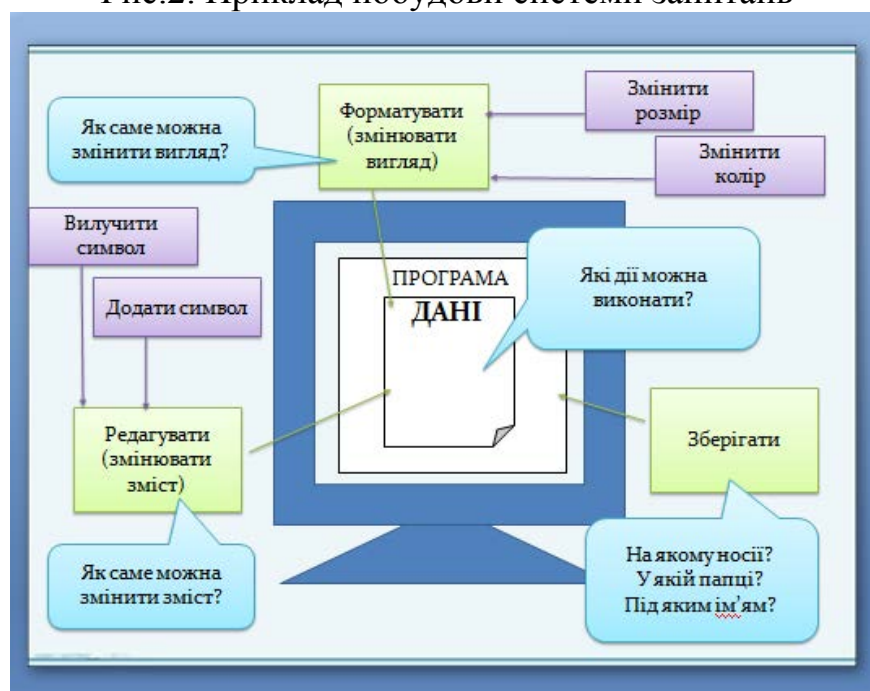 Рис.2. Приклад побудови системи запитань
Як саме можна
змінити вигляд?
Форматувати
(змінювати
вигляд)
Змінити
розмір
Змінити
колір
Вилучити
символ
Додати символ
ПРОГРАМА
ДАНІ
Які дії можна
виконати?
Редагувати
(змінювати
зміст)
Зберігати
Як саме можна
змінити зміст?
На якому носії?
У якій папці?
Під яким ім’ям?